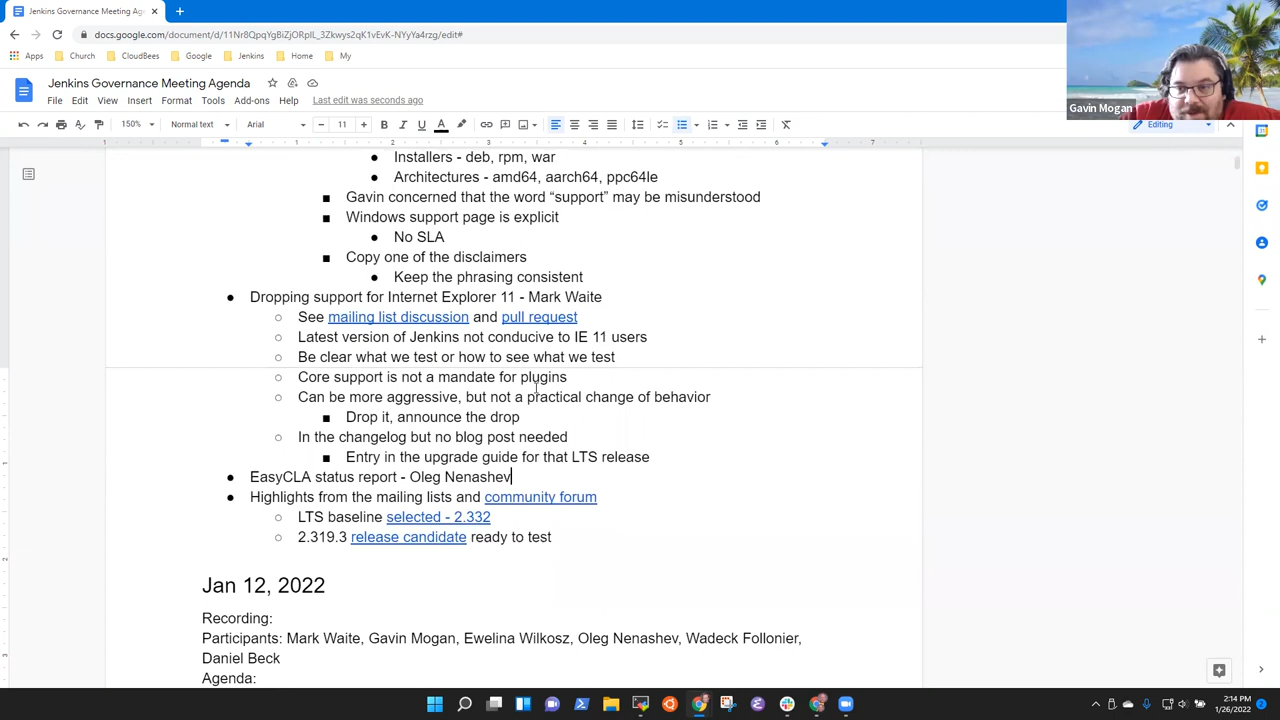 Jenkins Governance Meeting Ag
docs.google.com/document/d/11Nr8QpqYgBiZjORpIL_3Zkwys2qK1vEvK-NYyYa4rzg/edit#
Apps Church CloudBees Google Jenkins Home My
Gavin Mogan
Jenkins Governance Meeting Agenda
File Edit View Insert Format Tools Add-ons Help Last edit was seconds ago
150% Normal text Arial 11 Editing
1 1 2 3 4 5 6 7
Installers - deb, rpm, war
Architectures - amd64, aarch64, ppc64le
Gavin concerned that the word “support” may be misunderstood
Windows support page is explicit
No SLA
Copy one of the disclaimers
Keep the phrasing consistent
Dropping support for Internet Explorer 11 - Mark Waite
See mailing list discussion and pull request
Latest version of Jenkins not conducive to IE 11 users
Be clear what we test or how to see what we test
Core support is not a mandate for plugins
Can be more aggressive, but not a practical change of behavior
Drop it, announce the drop
In the changelog but no blog post needed
Entry in the upgrade guide for that LTS release
EasyCLA status report - Oleg Nenashev
Highlights from the mailing lists and community forum
LTS baseline selected - 2.332
2.319.3 release candidate ready to test
Jan 12, 2022
Recording:
Participants: Mark Waite, Gavin Mogan, Ewelina Wilkosz, Oleg Nenashev, Wadeck Follonier,
Daniel Beck
Agenda:
2:14 PM
1/26/2022